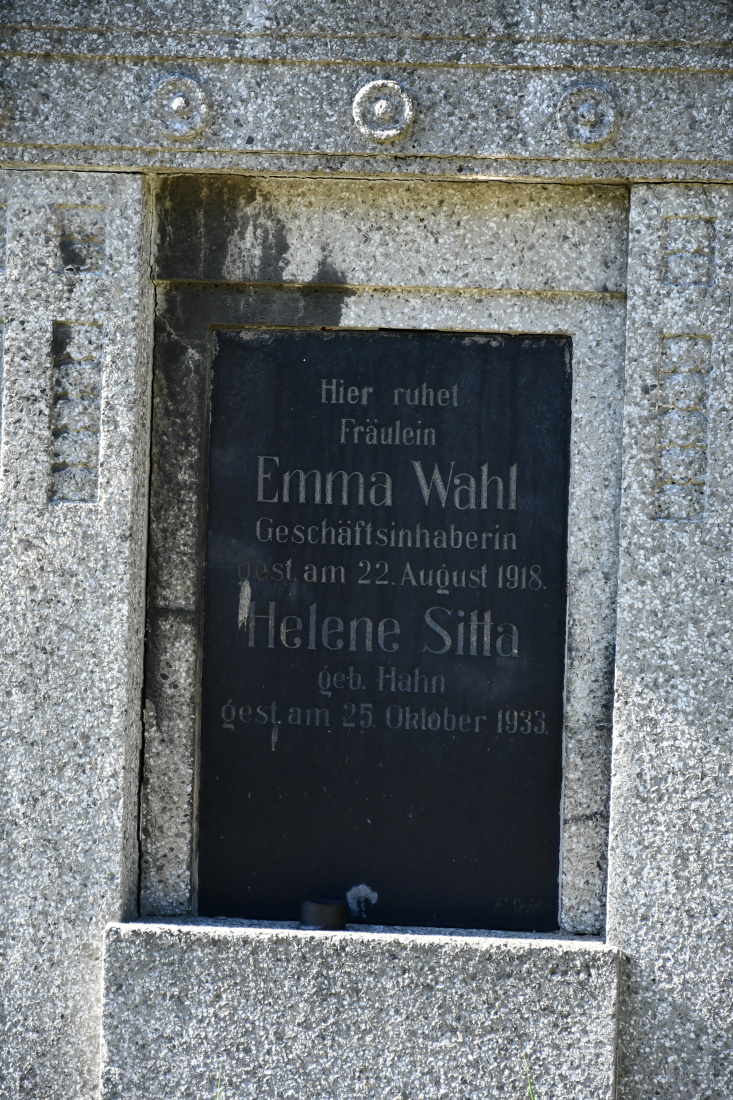 Hier ruhet
Fräulein
Emma Wahl
Geschäftsinhaberin
gest. am 22. August 1918.
Helene Sitta
geb. Hahn
gest. am 25. Oktober 1933.